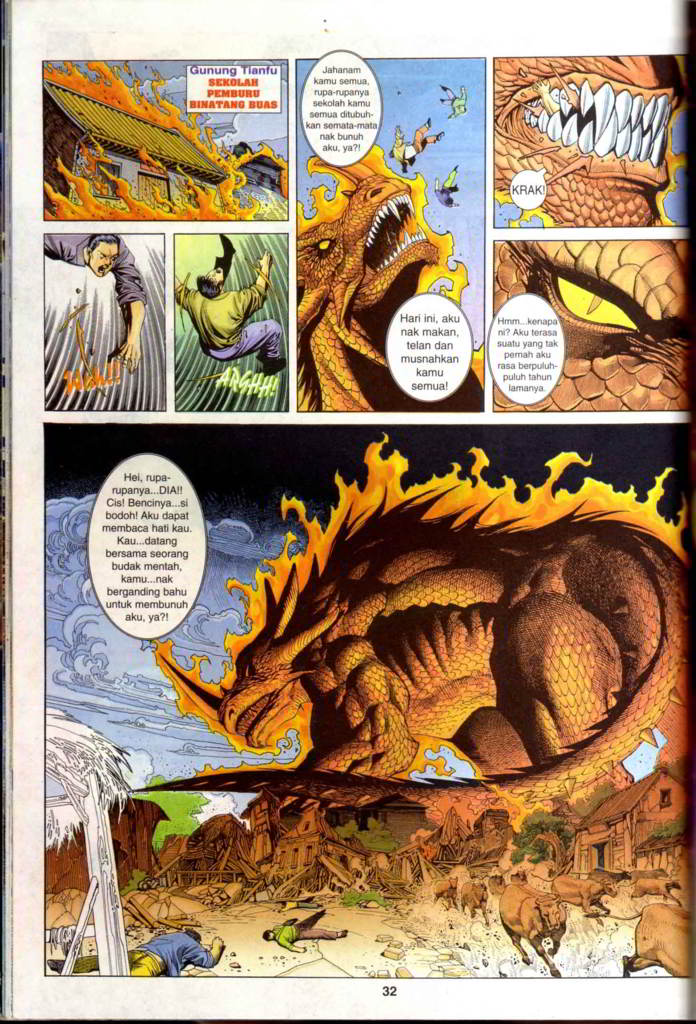 Gunung Tianfu
SEKOLAH
PEMBURU
BINATANG BUAS
WAH!!
ARGHH!
Jahanam
kamu semua,
rupa-rupanya
sekolah kamu
semua ditubuh-
kan semata-mata
nak bunuh
aku, ya?!
Hari ini, aku
nak makan,
telan dan
musnahkan
kamu
semua!
KRAK!
Hmm...kenapa
ni? Aku terasa
suatu yang tak
pernah aku
rasa berpuluh-
puluh tahun
lamanya.
Hei, rupa-
rupanya...DIA!!
Cis! Bencinya...si
bodoh! Aku dapat
membaca hati kau.
Kau...datang
bersama seorang
budak mentah,
kamu...nak
berganding bahu
untuk membunuh
aku, ya?!
32